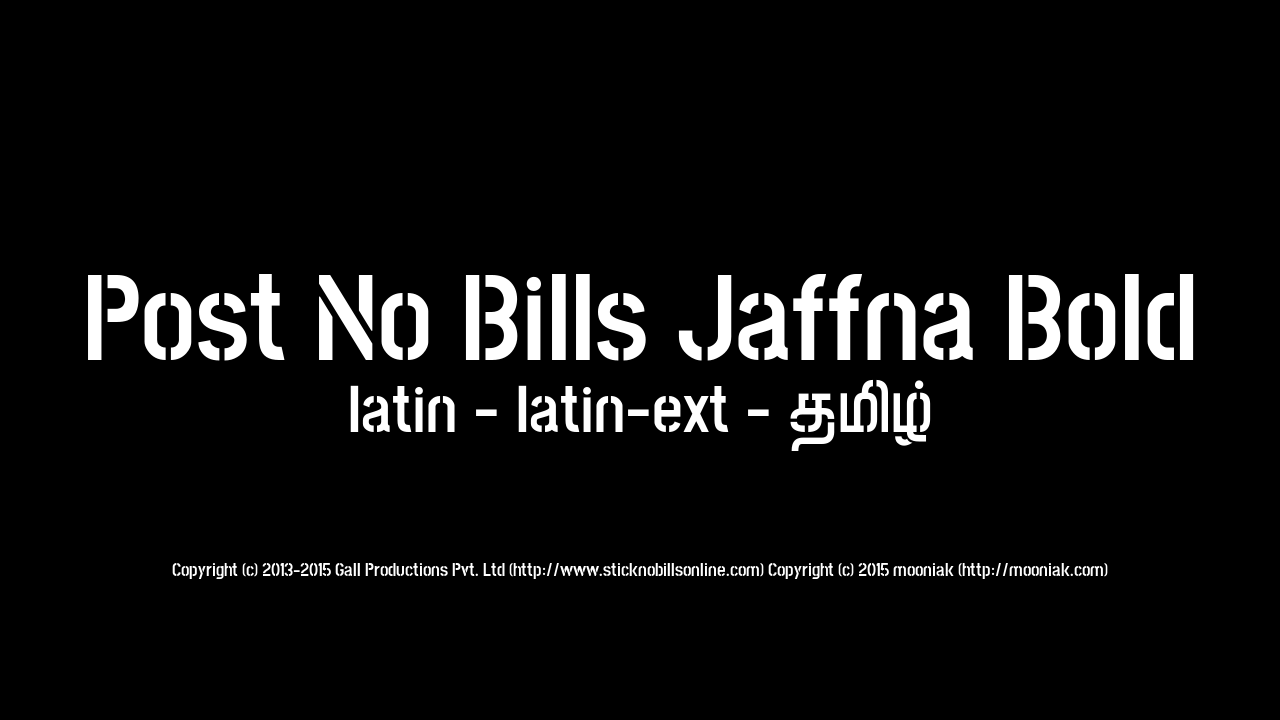 Post No Bills Jaffna Bold
latin - latin-ext - தமிழ்
Copyright (c) 2013-2015 Gall Productions Pvt. Ltd (http://www.sticknobillsonline.com) Copyright (c) 2015 mooniak (http://mooniak.com)